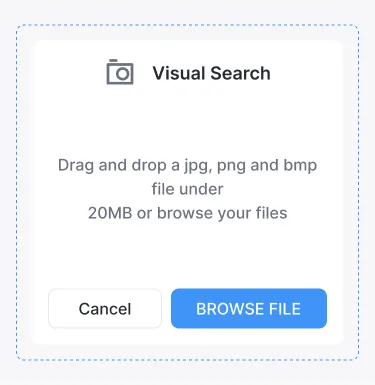 Visual Search
Drag and drop a jpg, png and bmp
file under
20MB or browse your files
Cancel
BROWSE FILE